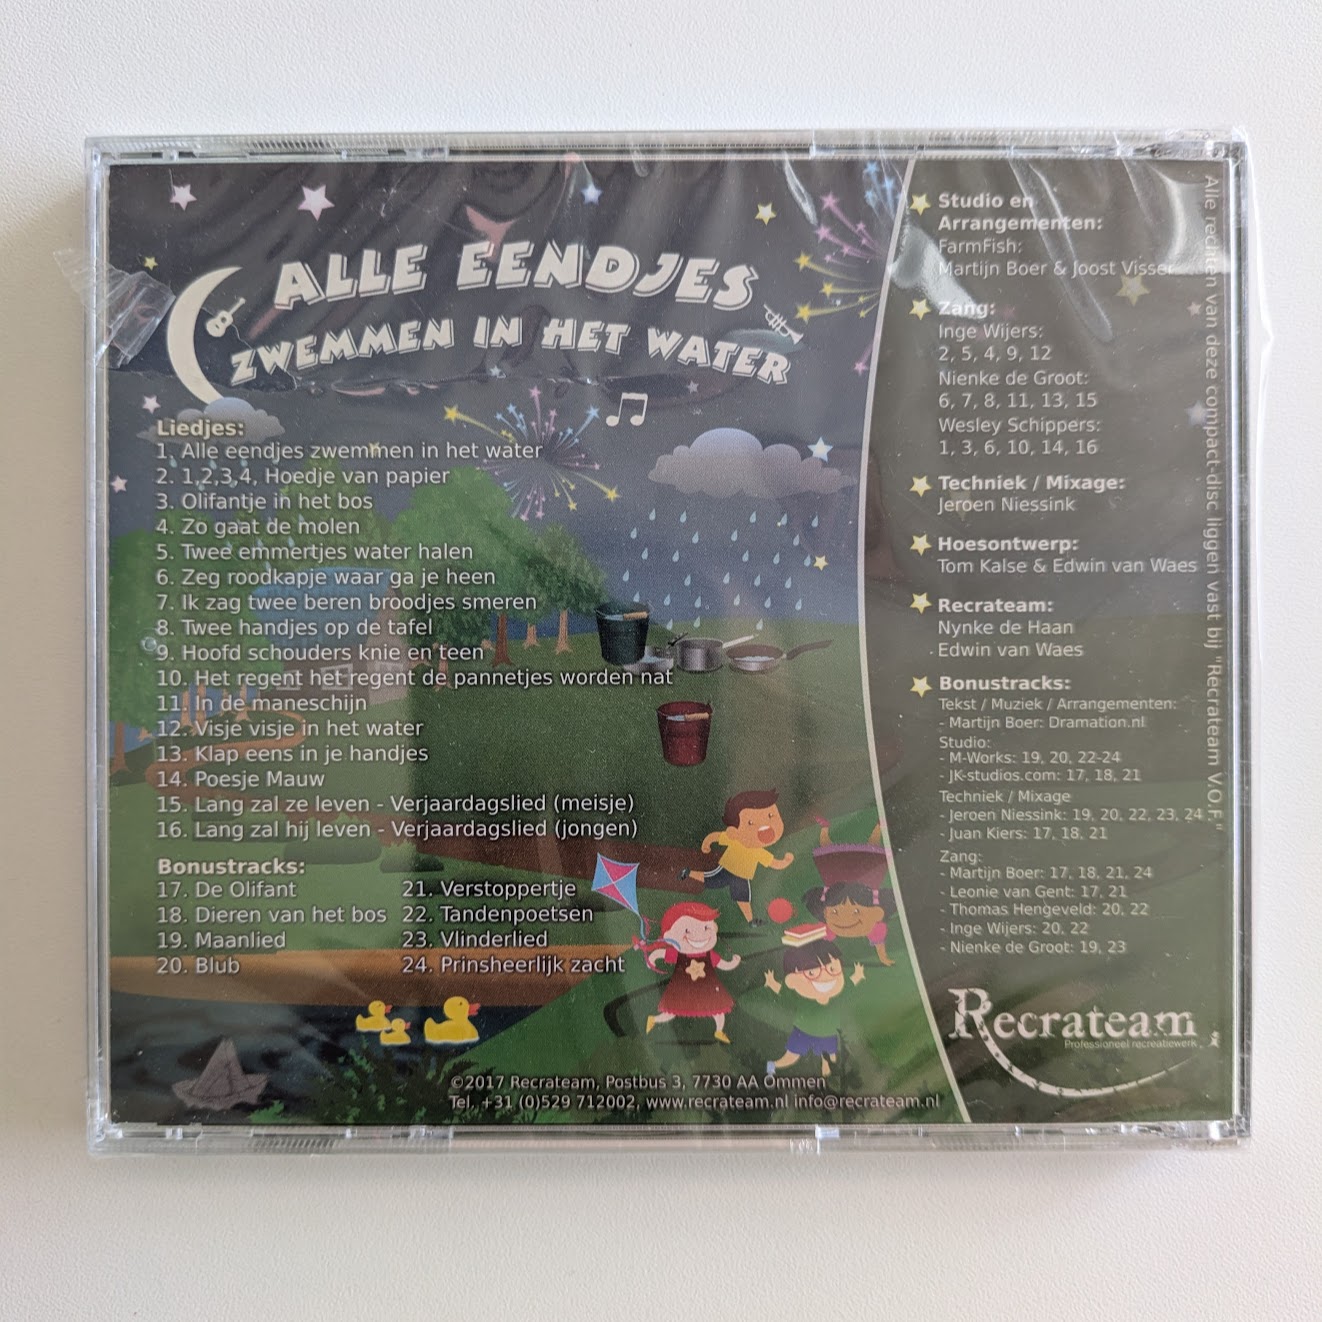 ALLE EENDJES
ZWEMMEN IN HET WATER
Liedjes:
1. Alle eendjes zwemmen in het water
2. 1,2,3,4, Hoedje van papier
3. Olifantje in het bos
4. Zo gaat de molen
5. Twee emmertjes water halen
6. Zeg roodkapje waar ga je heen
7. Ik zag twee beren broodjes smeren
8. Twee handjes op de tafel
9. Hoofd schouders knie en teen
10. Het regent het regent de pannetjes worden nat
11. In de maneschijn
12. Visje visje in het water
13. Klap eens in je handjes
14. Poesje Mauw
15. Lang zal ze leven - Verjaardagslied (meisje)
16. Lang zal hij leven - Verjaardagslied (jongen)
Bonustracks:
17. De Olifant
18. Dieren van het bos
19. Maanlied
20. Blub
21. Verstoppertje
22. Tandenpoetsen
23. Vlinderlied
24. Prinsheerlijk zacht
©2017 Recrateam, Postbus 3, 7730 AA Ommen
Tel. +31 (0)529 712002, www.recrateam.nl info@recrateam.nl
Studio en
Arrangementen:
FarmFish:
Martijn Boer & Joost Visser
Zang:
Inge Wijers:
2, 5, 4, 9, 12
Nienke de Groot:
6, 7, 8, 11, 13, 15
Wesley Schippers:
1, 3, 6, 10, 14, 16
Techniek / Mixage:
Jeroen Niessink
Hoesontwerp:
Tom Kalse & Edwin van Waes
Recrateam:
Nynke de Haan
Edwin van Waes
Bonustracks:
Tekst / Muziek / Arrangementen:
- Martijn Boer: Dramation.nl
Studio:
- M-Works: 19, 20, 22-24
- JK-studios.com: 17, 18, 21
Techniek / Mixage
- Jeroen Niessink: 19, 20, 22, 23, 24
- Juan Kiers: 17, 18, 21
Zang:
- Martijn Boer: 17, 18, 21, 24
- Leonie van Gent: 17, 21
- Thomas Hengeveld: 20, 22
- Inge Wijers: 20. 22
- Nienke de Groot: 19, 23
Recrateam
Professioneel recreatiewerk
Alle rechten van deze compact-disc liggen vast bij "Recrateam V.O.F."